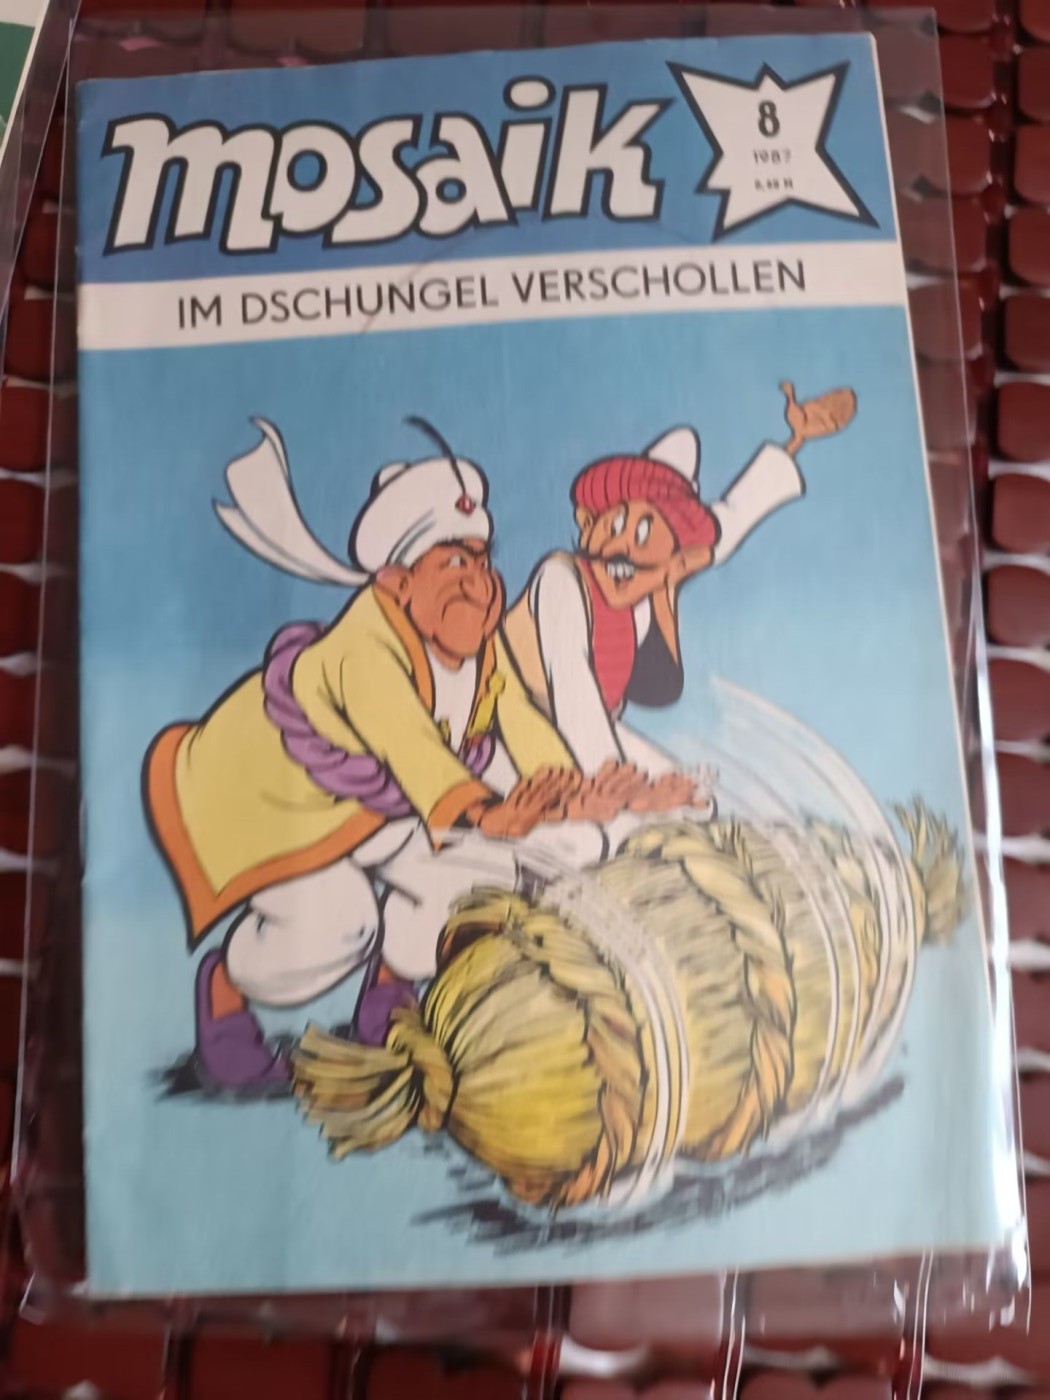 mosaik
8
1987
IM DSCHUNGEL VERSCHOLLEN